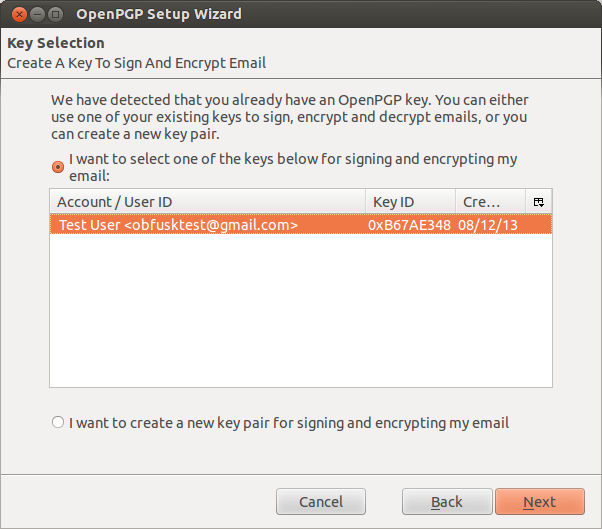 OpenPGP Setup Wizard
Key Selection
Create A Key To Sign And Encrypt Email
We have detected that you already have an OpenPGP key. You can either
use one of your existing keys to sign, encrypt and decrypt emails, or you
can create a new key pair.
I want to select one of the keys below for signing and encrypting my
email:
Account / User ID Key ID Cre...
Test User <obfusktest@gmail.com> 0xB67AE348 08/12/13
I want to create a new key pair for signing and encrypting my email
Cancel Back Next